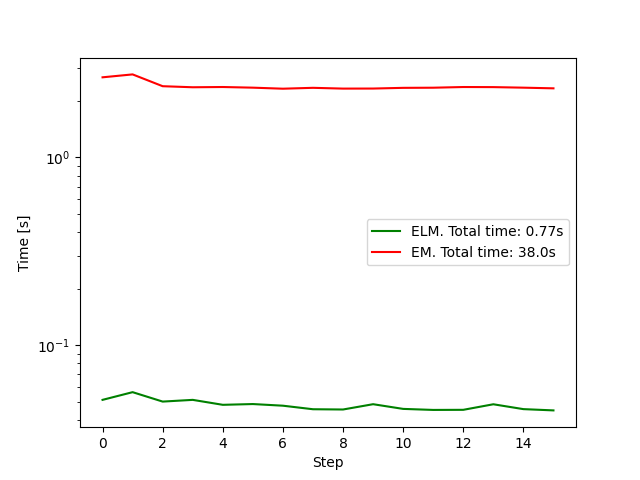 10⁰
10⁻¹
Time [s]
ELM. Total time: 0.77s
EM. Total time: 38.0s
0 2 4 6 8 10 12 14
Step